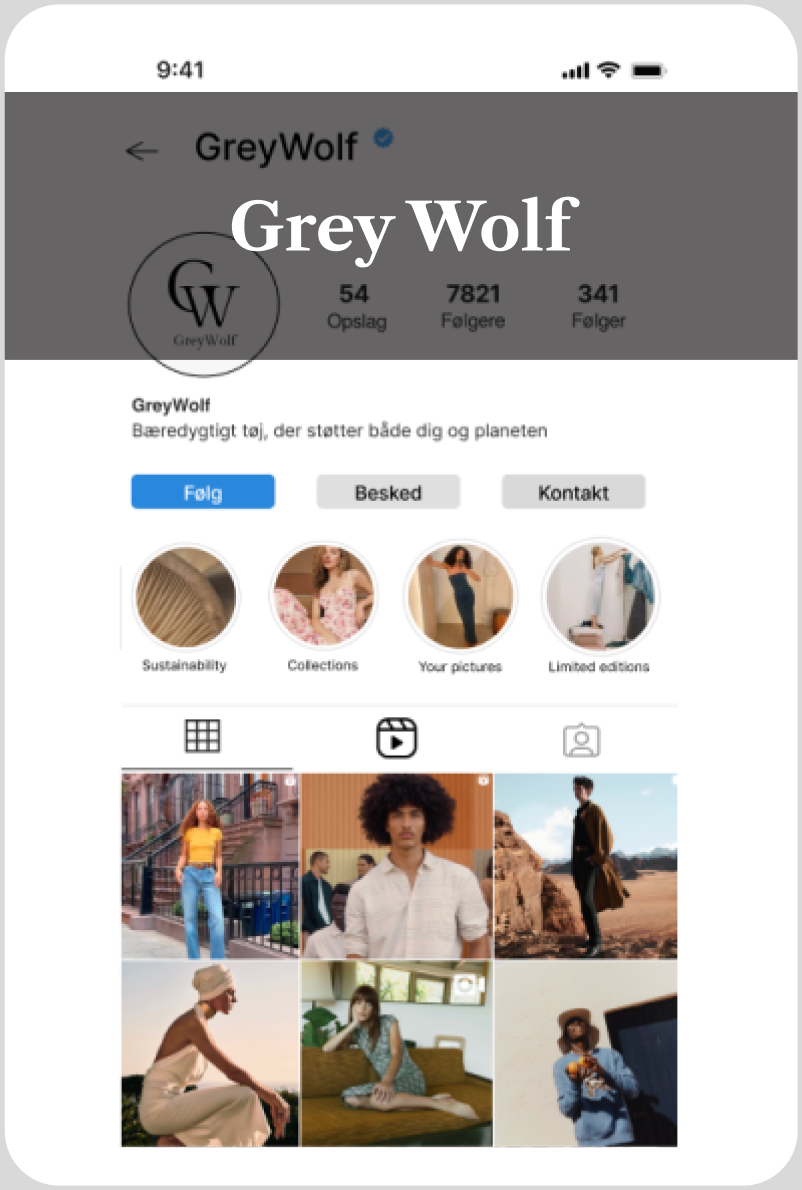 9:41
GreyWolf
Grey Wolf
GW
GreyWolf
54 7821 341
Opslag Følgere Følger
GreyWolf
Bæredygtigt tøj, der støtter både dig og planeten
Følg Besked Kontakt
Sustainability Collections Your pictures Limited editions